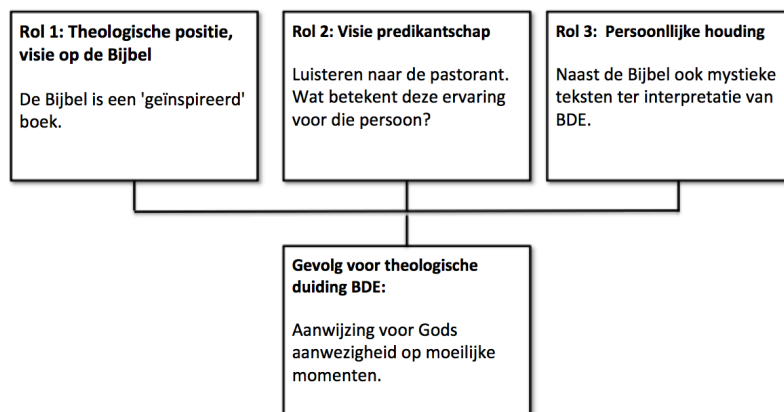 Rol 1: Theologische positie,
visie op de Bijbel
De Bijbel is een 'geïnspireerd'
boek.
Rol 2: Visie predikantschap
Luisteren naar de pastorant.
Wat betekent deze ervaring
voor die persoon?
Rol 3:  Persoonllijke houding
Naast de Bijbel ook mystieke
teksten ter interpretatie van
BDE.
Gevolg voor theologische
duiding BDE:
Aanwijzing voor Gods
aanwezigheid op moeilijke
momenten.